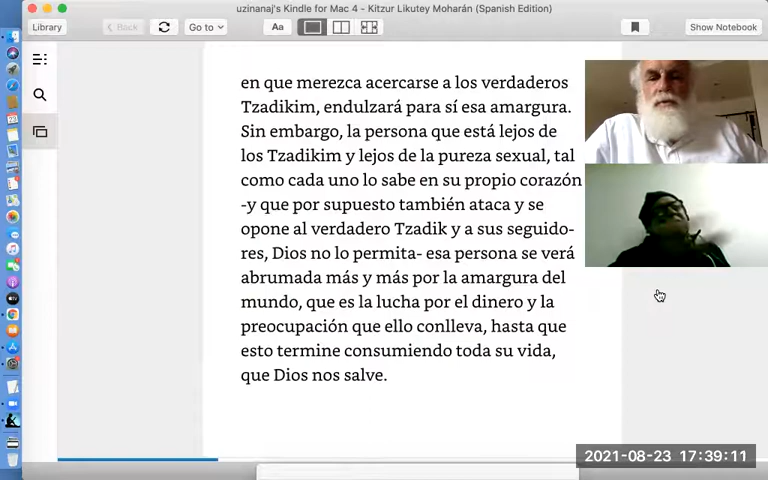 uzinanaj's Kindle for Mac 4 - Kitzur Likutey Moharán (Spanish Edition)
Library
Back
Go to
Aa
Show Notebook
en que merezca acercarse a los verdaderos
Tzadikim, endulzará para sí esa amargura.
Sin embargo, la persona que está lejos de
los Tzadikim y lejos de la pureza sexual, tal
como cada uno lo sabe en su propio corazón
-y que por supuesto también ataca y se
opone al verdadero Tzadik y a sus seguido-
res, Dios no lo permita- esa persona se verá
abrumada más y más por la amargura del
mundo, que es la lucha por el dinero y la
preocupación que ello conlleva, hasta que
esto termine consumiendo toda su vida,
que Dios nos salve.
2021-08-23 17:39:11